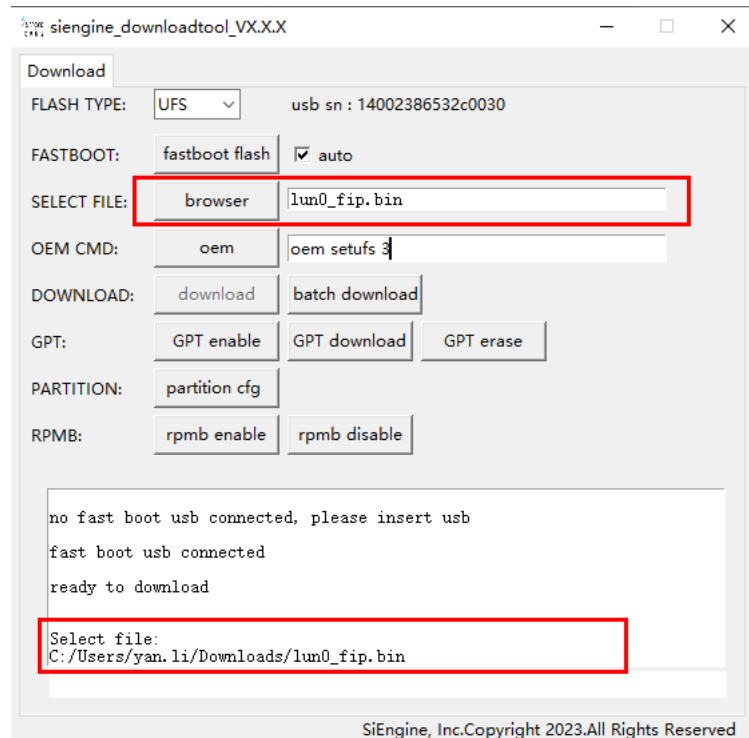 siengine_downloadtool_VX.X.X
Download
FLASH TYPE: UFS usb sn : 14002386532c0030
FASTBOOT: fastboot flash auto
SELECT FILE: browser lun0_fip.bin
OEM CMD: oem oem setufs 3
DOWNLOAD: download batch download
GPT: GPT enable GPT download GPT erase
PARTITION: partition cfg
RPMB: rpmb enable rpmb disable
no fast boot usb connected, please insert usb
fast boot usb connected
ready to download
Select file:
C:/Users/yan.li/Downloads/lun0_fip.bin
SiEngine, Inc.Copyright 2023.All Rights Reserved